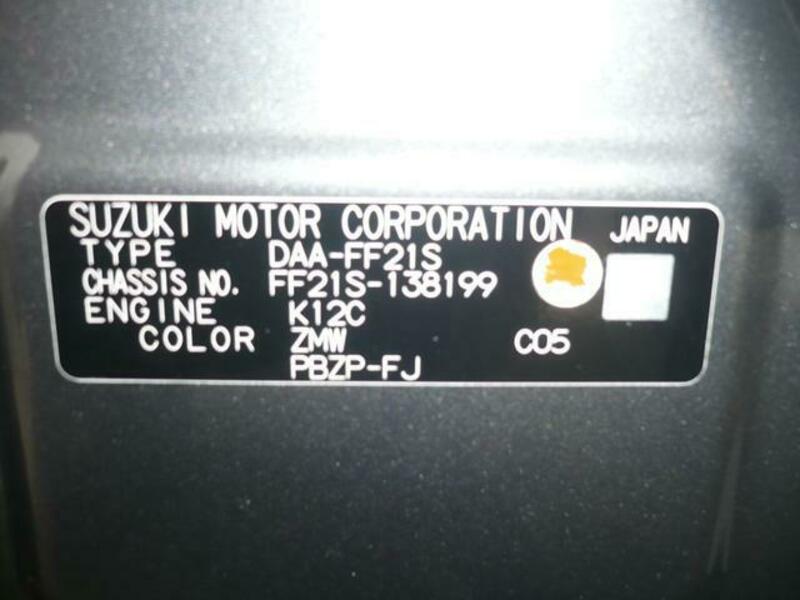 SUZUKI MOTOR CORPORATION JAPAN
TYPE DAA-FF21S
CHASSIS NO. FF21S-138199
ENGINE K12C
COLOR ZMW C05
PBZP-FJ